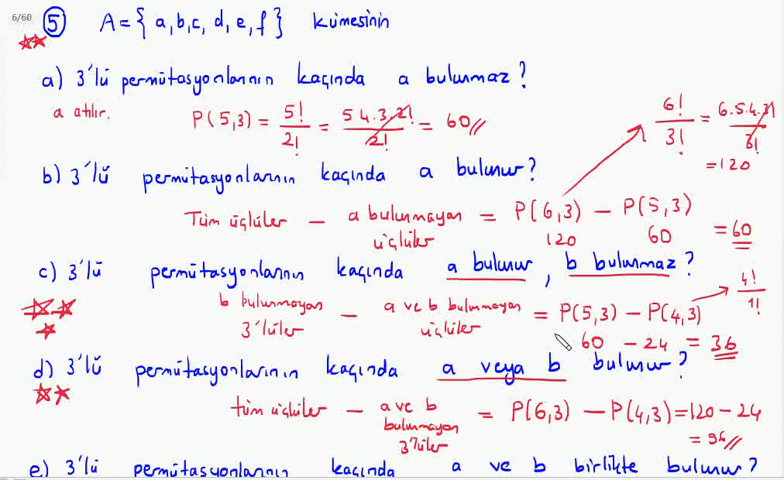 6/60
5 A = { a, b, c, d, e, f } kümesinin
a) 3'lü permütasyonlarının kaçında a bulunmaz?
a atılır. P(5,3) = 5!/2! = 5.4.3.2!/2! = 60//
6!/3! = 6.5.4.3!/3! = 120
b) 3'lü permütasyonlarının kaçında a bulunur?
Tüm üçlüler – a bulunmayan üçlüler = P(6,3) – P(5,3) = 60
120 60
c) 3'lü permütasyonlarının kaçında a bulunur, b bulunmaz?
b bulunmayan 3'lüler – a ve b bulunmayan üçlüler = P(5,3) – P(4,3) 4!/1!
60 – 24 = 36
d) 3'lü permütasyonlarının kaçında a veya b bulunur?
tüm üçlüler – a ve b bulunmayan 3'lüler = P(6,3) – P(4,3) = 120 – 24
= 96//
e) 3'lü permütasyonlarının kaçında a ve b birlikte bulunur?